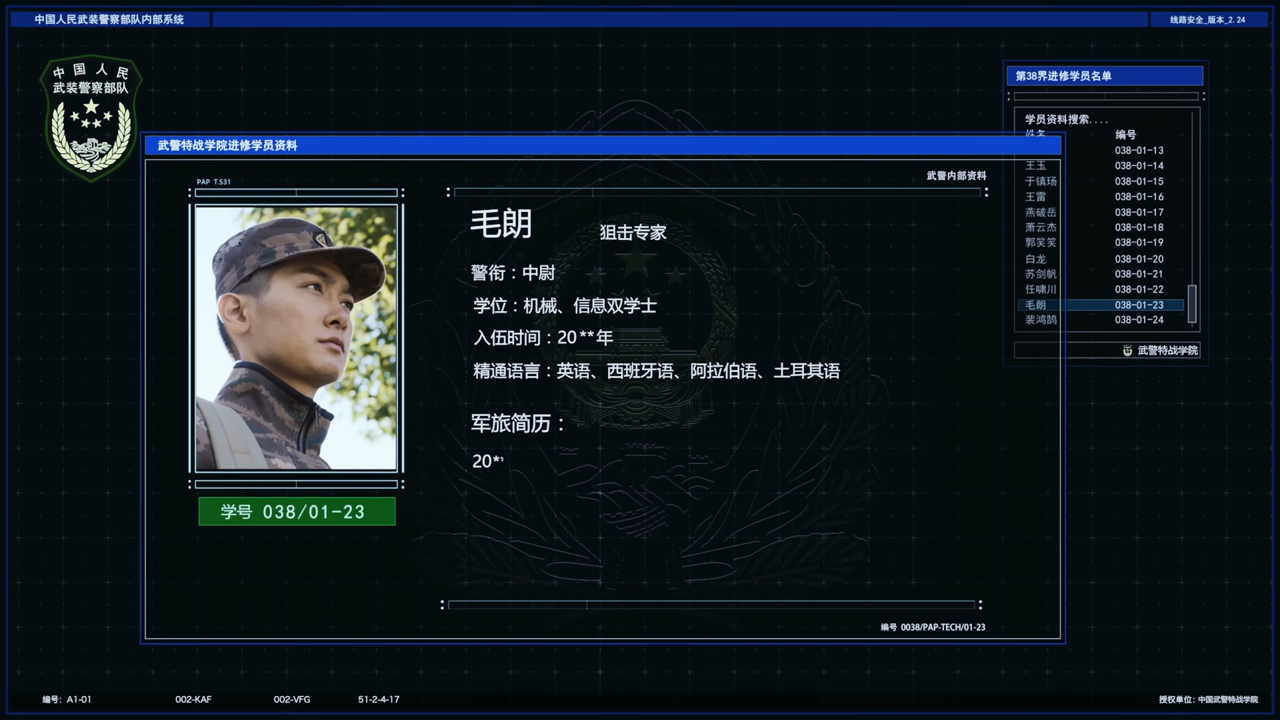 中国人民武装警察部队内部系统
线路安全_版本_2.24
中国人民
武装警察部队
第38界进修学员名单
学员资料搜索....
姓名 编号
038-01-13
王玉 038-01-14
于镇玚 038-01-15
王雷 038-01-16
燕破岳 038-01-17
萧云杰 038-01-18
郭笑笑 038-01-19
白龙 038-01-20
苏剑帆 038-01-21
任啸川 038-01-22
毛朗 038-01-23
裴鸿鹄 038-01-24
武警特战学院
武警特战学院进修学员资料
武警内部资料
PAP T.531
毛朗 狙击专家
警衔：中尉
学位：机械、信息双学士
入伍时间：20**年
精通语言：英语、西班牙语、阿拉伯语、土耳其语
军旅简历：
20*
学号 038/01-23
编号 0038/PAP-TECH/01-23
编号：A1-01 002-KAF 002-VFG 51-2-4-17
授权单位：中国武警特战学院